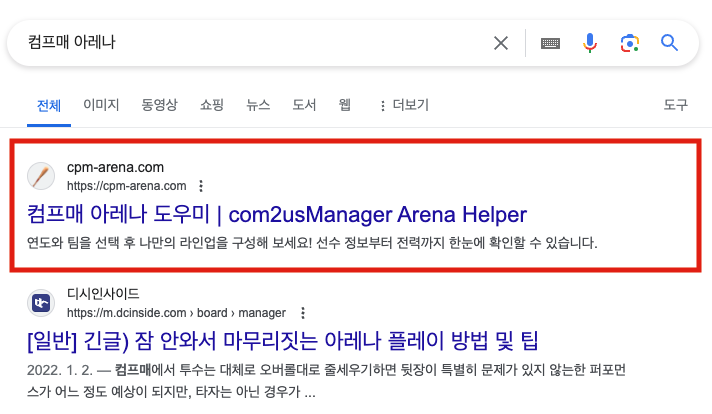 컴프매 아레나
전체 이미지 동영상 쇼핑 뉴스 도서 웹 더보기 도구
cpm-arena.com
https://cpm-arena.com
컴프매 아레나 도우미 | com2usManager Arena Helper
연도와 팀을 선택 후 나만의 라인업을 구성해 보세요! 선수 정보부터 전력까지 한눈에 확인할 수 있습니다.
디시인사이드
https://m.dcinside.com › board › manager
[일반] 긴글) 잠 안와서 마무리짓는 아레나 플레이 방법 및 팁
2022. 1. 2. — 컴프매에서 투수는 대체로 오버롤대로 줄세우기하면 뒷장이 특별히 문제가 있지 않는한 퍼포먼
스가 어느 정도 예상이 되지만, 타자는 아닌 경우가 ...